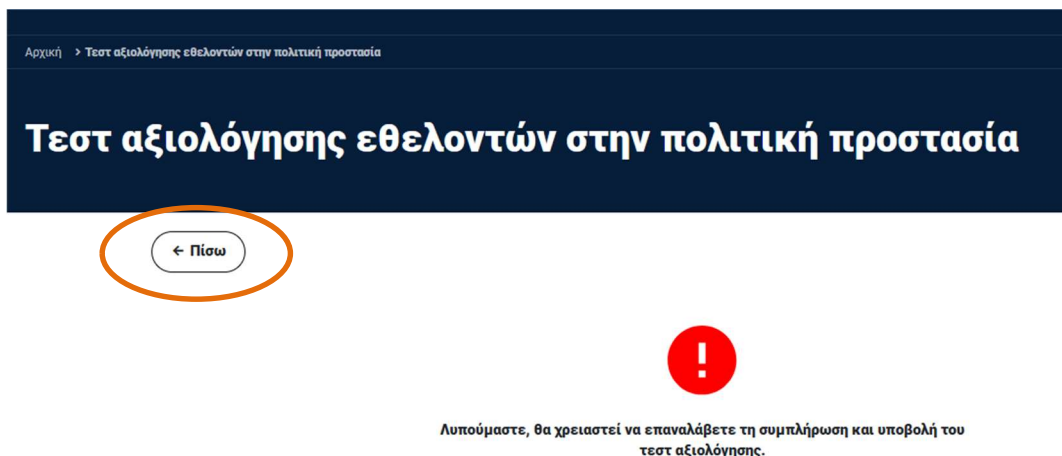 Αρχική > Τεστ αξιολόγησης εθελοντών στην πολιτική προστασία
Τεστ αξιολόγησης εθελοντών στην πολιτική προστασία
← Πίσω
!
Λυπούμαστε, θα χρειαστεί να επαναλάβετε τη συμπλήρωση και υποβολή του
τεστ αξιολόγησης.